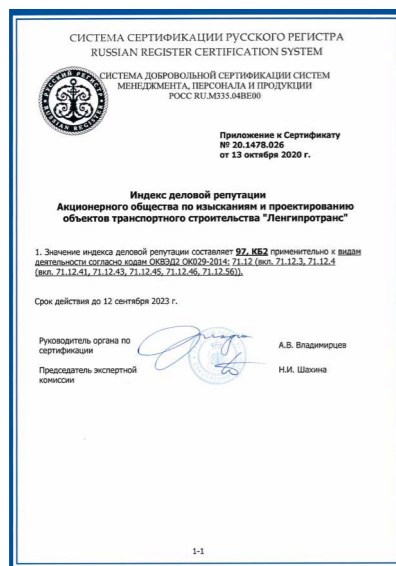 СИСТЕМА СЕРТИФИКАЦИИ РУССКОГО РЕГИСТРА
RUSSIAN REGISTER CERTIFICATION SYSTEM
РУССКИЙ РЕГИСТР
RUSSIAN REGISTER
СИСТЕМА ДОБРОВОЛЬНОЙ СЕРТИФИКАЦИИ СИСТЕМ
МЕНЕДЖМЕНТА, ПЕРСОНАЛА И ПРОДУКЦИИ
РОСС RU.М335.04ВЕ00
Приложение к Сертификату
№ 20.1478.026
от 13 октября 2020 г.
Индекс деловой репутации
Акционерного общества по изысканиям и проектированию
объектов транспортного строительства "Ленгипротранс"
1. Значение индекса деловой репутации составляет 97, КБ2 применительно к видам
деятельности согласно кодам ОКВЭД2 ОК029-2014: 71.12 (вкл. 71.12.3, 71.12.4
(вкл. 71.12.41, 71.12.43, 71.12.45, 71.12.46, 71.12.56)).
Срок действия до 12 сентября 2023 г.
Руководитель органа по
сертификации
А.В. Владимирцев
Председатель экспертной
комиссии
Н.И. Шахина
1-1